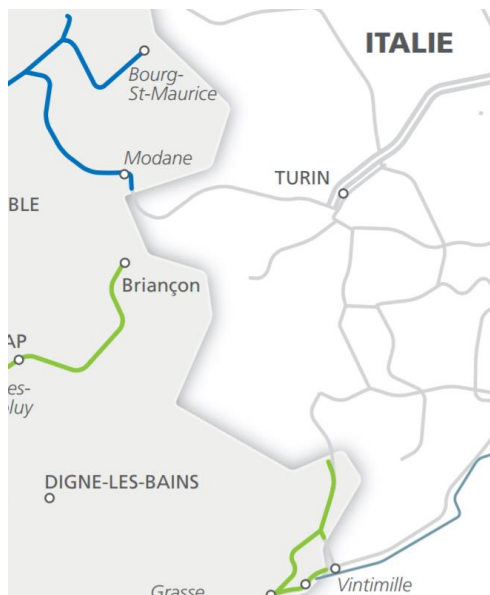 ITALIE
Bourg-
St-Maurice
Modane
TURIN
BLE
Briançon
AP
es-
luy
DIGNE-LES-BAINS
Grasse
Vintimille